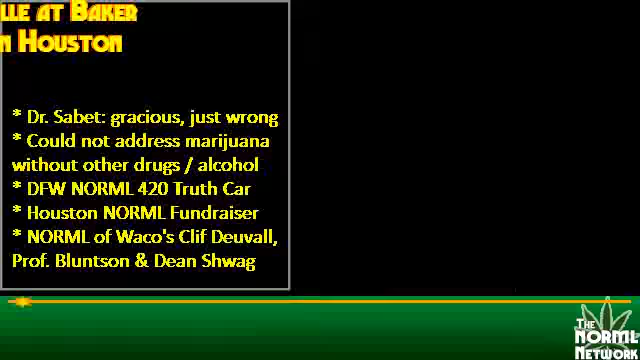 LLE AT BAKER
N HOUSTON
* Dr. Sabet: gracious, just wrong
* Could not address marijuana
without other drugs / alcohol
* DFW NORML 420 Truth Car
* Houston NORML Fundraiser
* NORML of Waco's Clif Deuvall,
Prof. Bluntson & Dean Shwag
THE
NORML
NETWORK